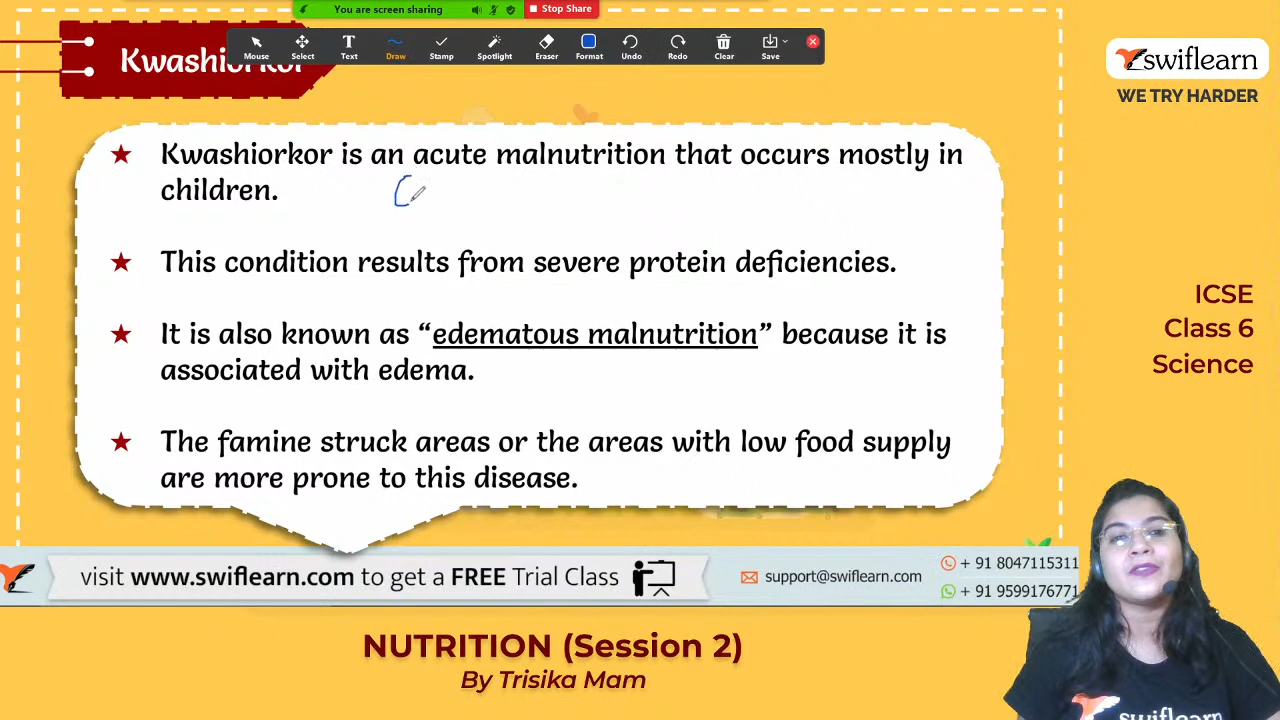 You are screen sharing
Stop Share
Mouse
Select
Text
Draw
Stamp
Spotlight
Eraser
Format
Undo
Redo
Clear
Save
Kwashiorkor
swiflearn
WE TRY HARDER
★ Kwashiorkor is an acute malnutrition that occurs mostly in
children.
★ This condition results from severe protein deficiencies.
★ It is also known as “edematous malnutrition” because it is
associated with edema.
★ The famine struck areas or the areas with low food supply
are more prone to this disease.
ICSE
Class 6
Science
visit www.swiflearn.com to get a FREE Trial Class
support@swiflearn.com
+ 91 8047115311
+ 91 9599176771
NUTRITION (Session 2)
By Trisika Mam
swiflearn